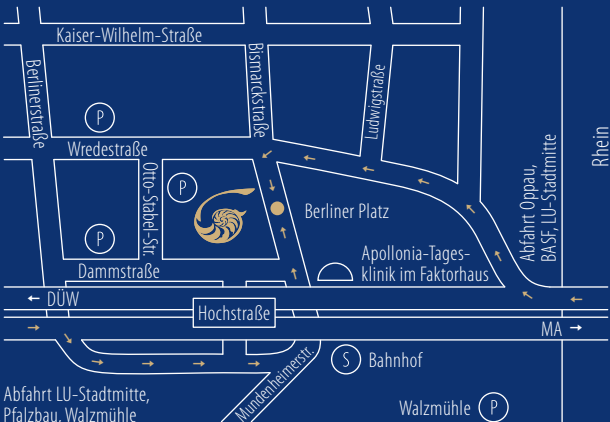 Kaiser-Wilhelm-Straße
Berlinerstraße
Bismarckstraße
Ludwigstraße
Rhein
P
Wredestraße
Otto-Stabel-Str.
P
Abfahrt Oppau,
BASF, LU-Stadtmitte
Berliner Platz
P
Dammstraße
Apollonia-Tages-
klinik im Faktorhaus
← DÜW
Hochstraße
MA →
Mundenheimerstr.
S Bahnhof
Abfahrt LU-Stadtmitte,
Pfalzbau, Walzmühle
Walzmühle P